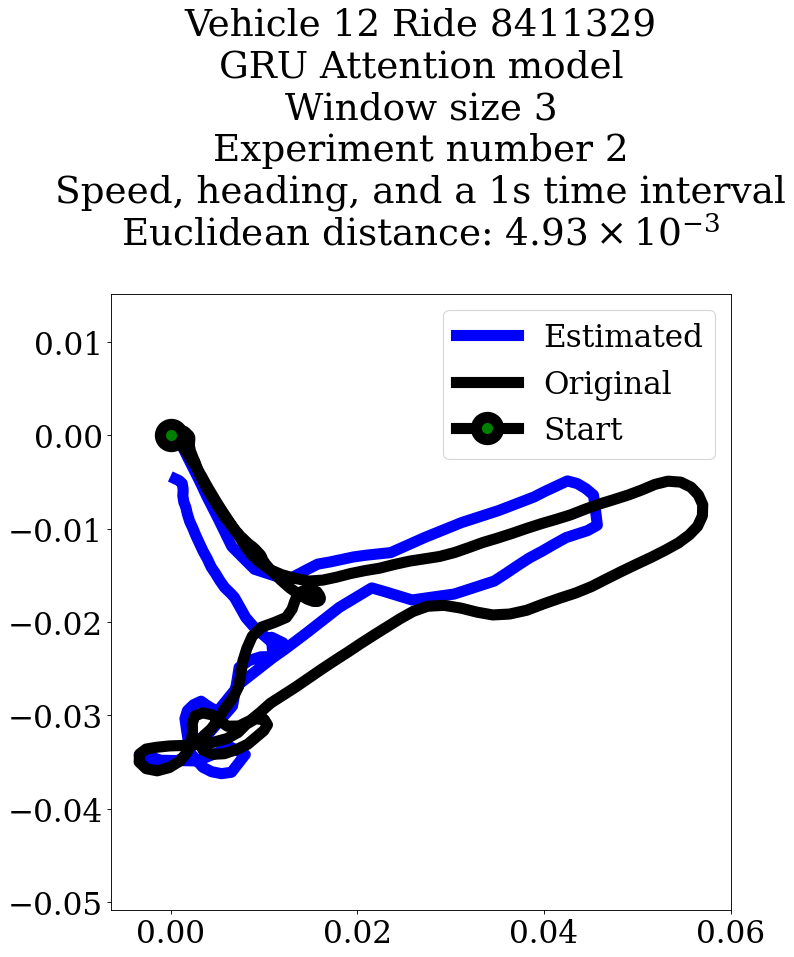 Vehicle 12 Ride 8411329
GRU Attention model
Window size 3
Experiment number 2
Speed, heading, and a 1s time interval
Euclidean distance: 4.93 × 10⁻³
Estimated
Original
Start
0.01
0.00
−0.01
−0.02
−0.03
−0.04
−0.05
0.00 0.02 0.04 0.06